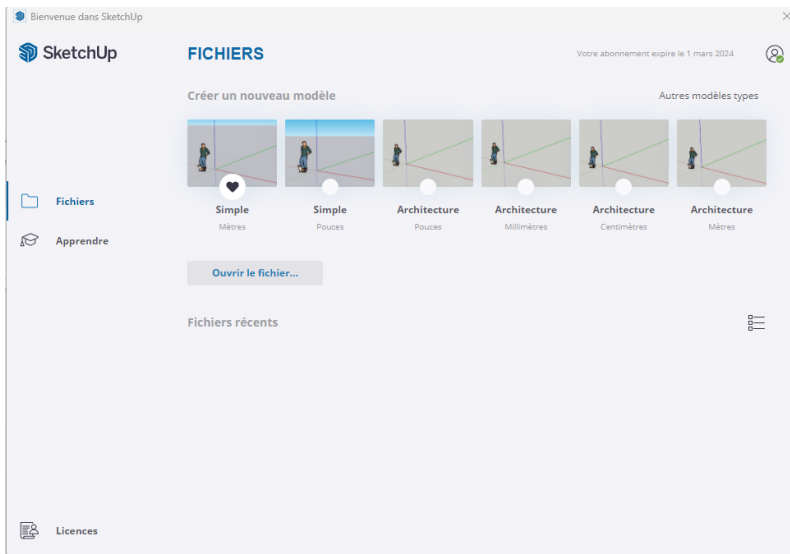 Bienvenue dans SketchUp
SketchUp
FICHIERS
Votre abonnement expire le 1 mars 2024
Créer un nouveau modèle
Autres modèles types
Simple
Mètres
Simple
Pouces
Architecture
Pouces
Architecture
Millimètres
Architecture
Centimètres
Architecture
Mètres
Fichiers
Apprendre
Ouvrir le fichier...
Fichiers récents
Licences